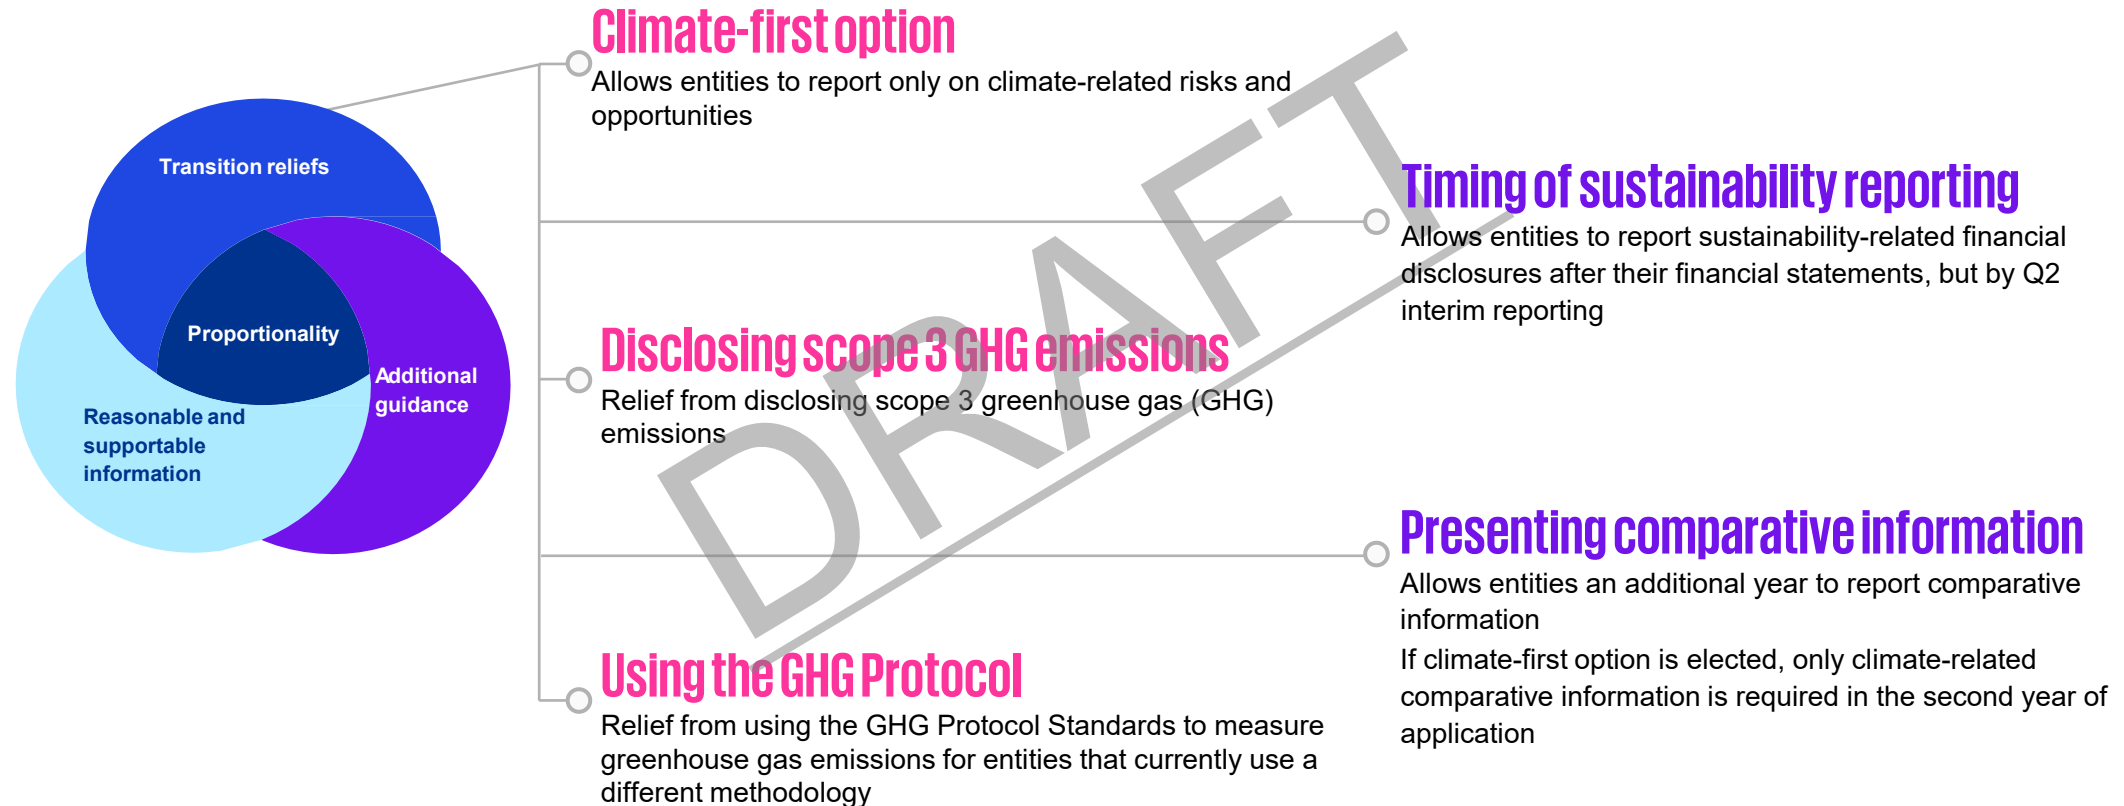 Climate-first option
Allows entities to report only on climate-related risks and
opportunities
Transition reliefs
Proportionality
Additional
guidance
Reasonable and
supportable
information
Timing of sustainability reporting
Allows entities to report sustainability-related financial
disclosures after their financial statements, but by Q2
interim reporting
Disclosing scope 3 GHG emissions
Relief from disclosing scope 3 greenhouse gas (GHG)
emissions
Presenting comparative information
Allows entities an additional year to report comparative
information
If climate-first option is elected, only climate-related
comparative information is required in the second year of
application
Using the GHG Protocol
Relief from using the GHG Protocol Standards to measure
greenhouse gas emissions for entities that currently use a
different methodology
DRAFT